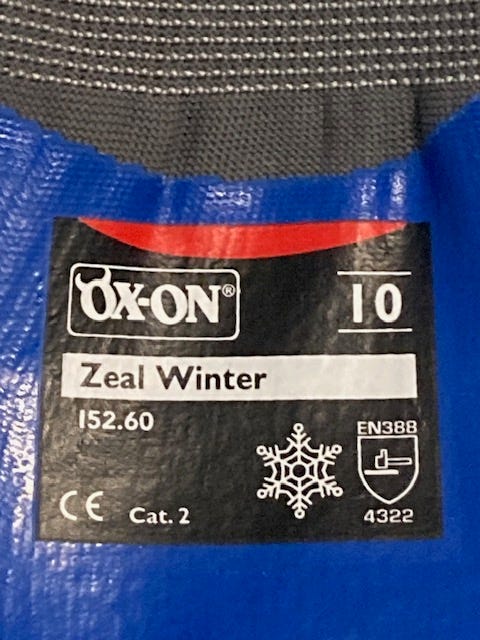 OX-ON®
10
Zeal Winter
152.60
EN388
CE Cat. 2
4322